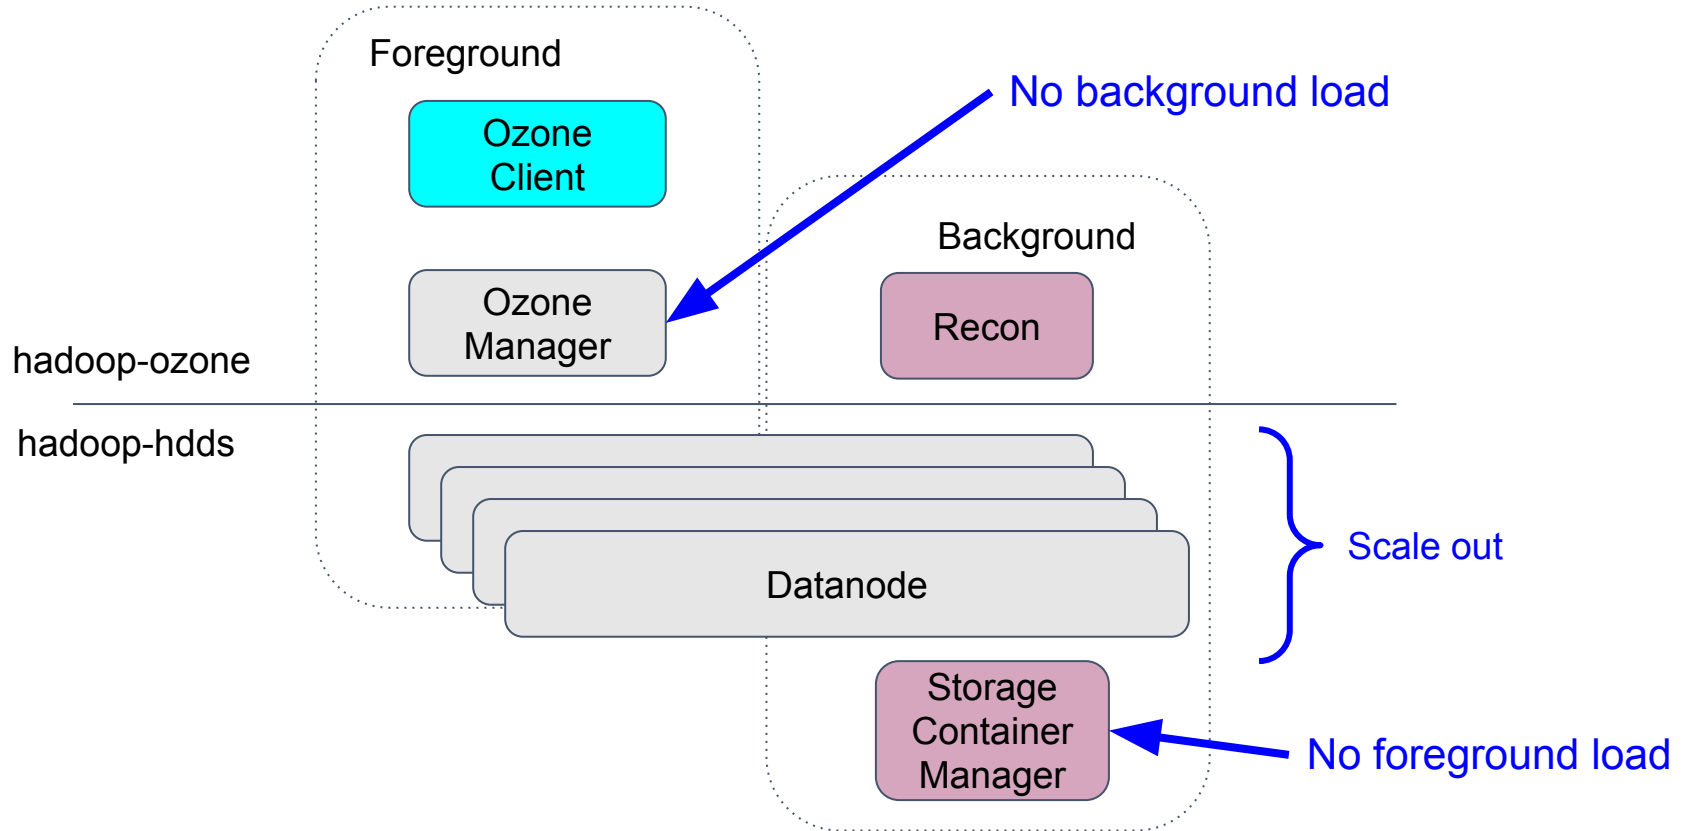 Foreground
No background load
Ozone
Client
Background
Ozone
Manager
Recon
hadoop-ozone
hadoop-hdds
Scale out
Datanode
Storage
Container
Manager
No foreground load